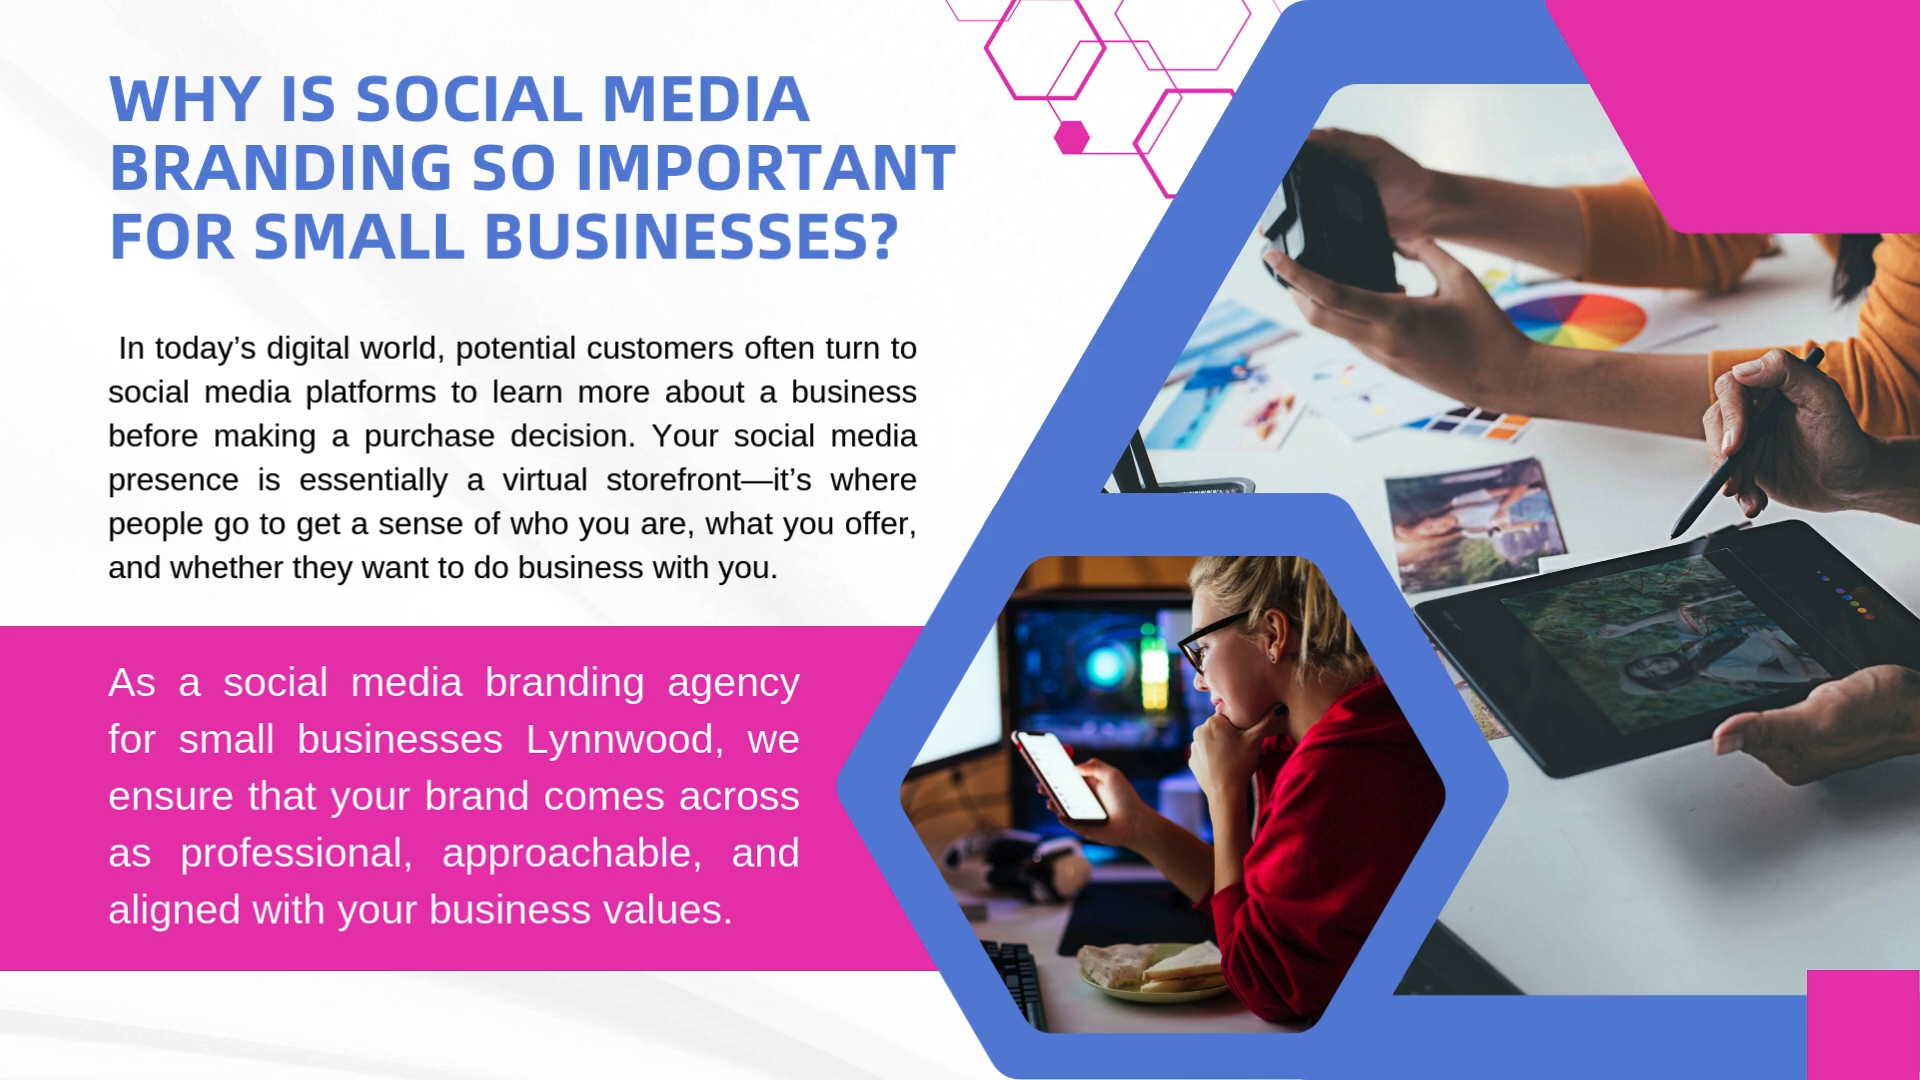 WHY IS SOCIAL MEDIA
BRANDING SO IMPORTANT
FOR SMALL BUSINESSES?
In today’s digital world, potential customers often turn to
social media platforms to learn more about a business
before making a purchase decision. Your social media
presence is essentially a virtual storefront—it’s where
people go to get a sense of who you are, what you offer,
and whether they want to do business with you.
As a social media branding agency
for small businesses Lynnwood, we
ensure that your brand comes across
as professional, approachable, and
aligned with your business values.